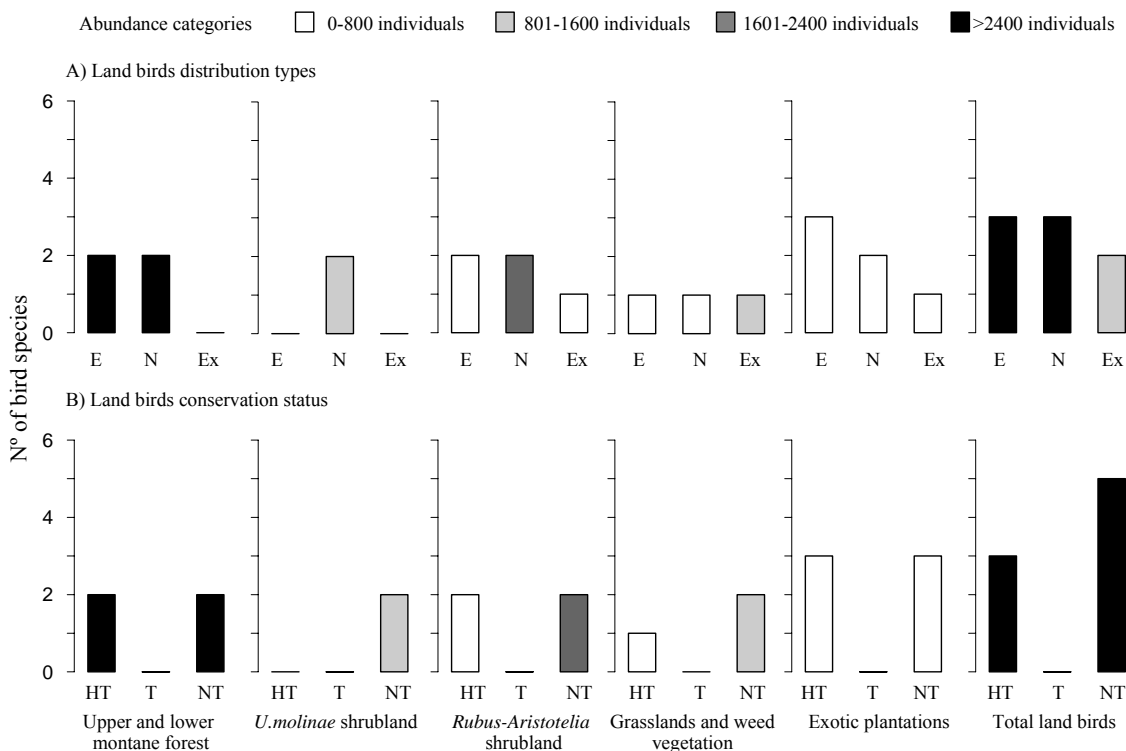 Abundance categories 0-800 individuals 801-1600 individuals 1601-2400 individuals >2400 individuals
A) Land birds distribution types
Nº of bird species
6
4
2
0
E N Ex E N Ex E N Ex E N Ex E N Ex E N Ex
B) Land birds conservation status
6
4
2
0
HT T NT HT T NT HT T NT HT T NT HT T NT HT T NT
Upper and lower
montane forest
U.molinae shrubland
Rubus-Aristotelia
shrubland
Grasslands and weed
vegetation
Exotic plantations
Total land birds